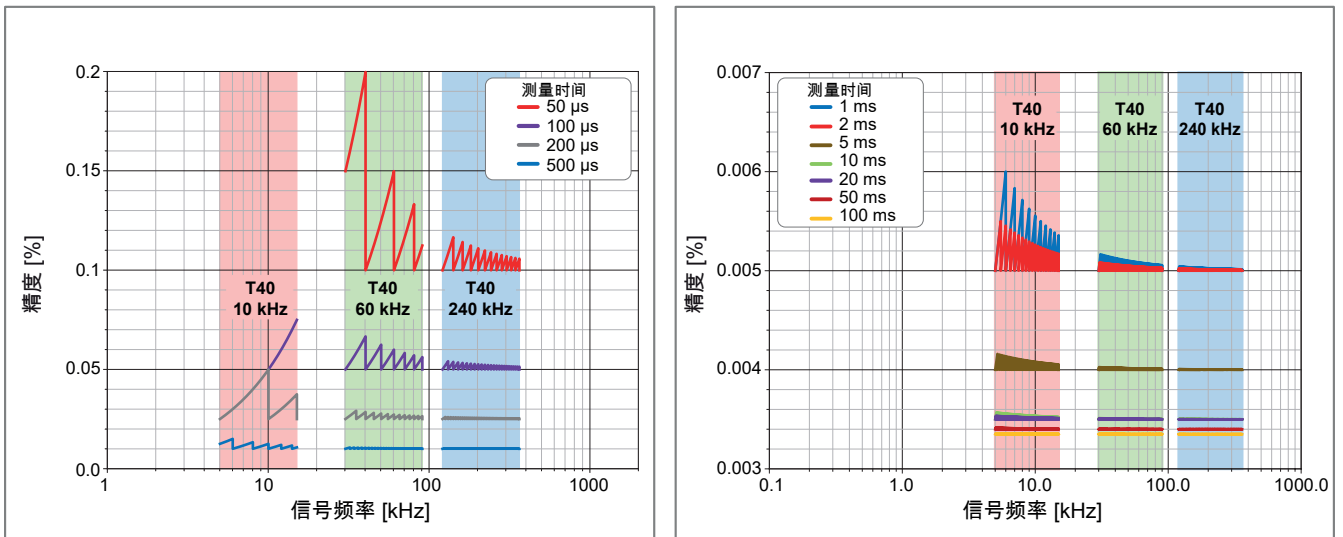 0.2
0.15
0.1
0.05
0.0
1
10
100
1000
精度 [%]
信号频率 [kHz]
测量时间
50 µs
100 µs
200 µs
500 µs
T40
10 kHz
T40
60 kHz
T40
240 kHz
0.007
0.006
0.005
0.004
0.003
0.1
1.0
10.0
100.0
1000.0
精度 [%]
信号频率 [kHz]
测量时间
1 ms
2 ms
5 ms
10 ms
20 ms
50 ms
100 ms
T40
10 kHz
T40
60 kHz
T40
240 kHz